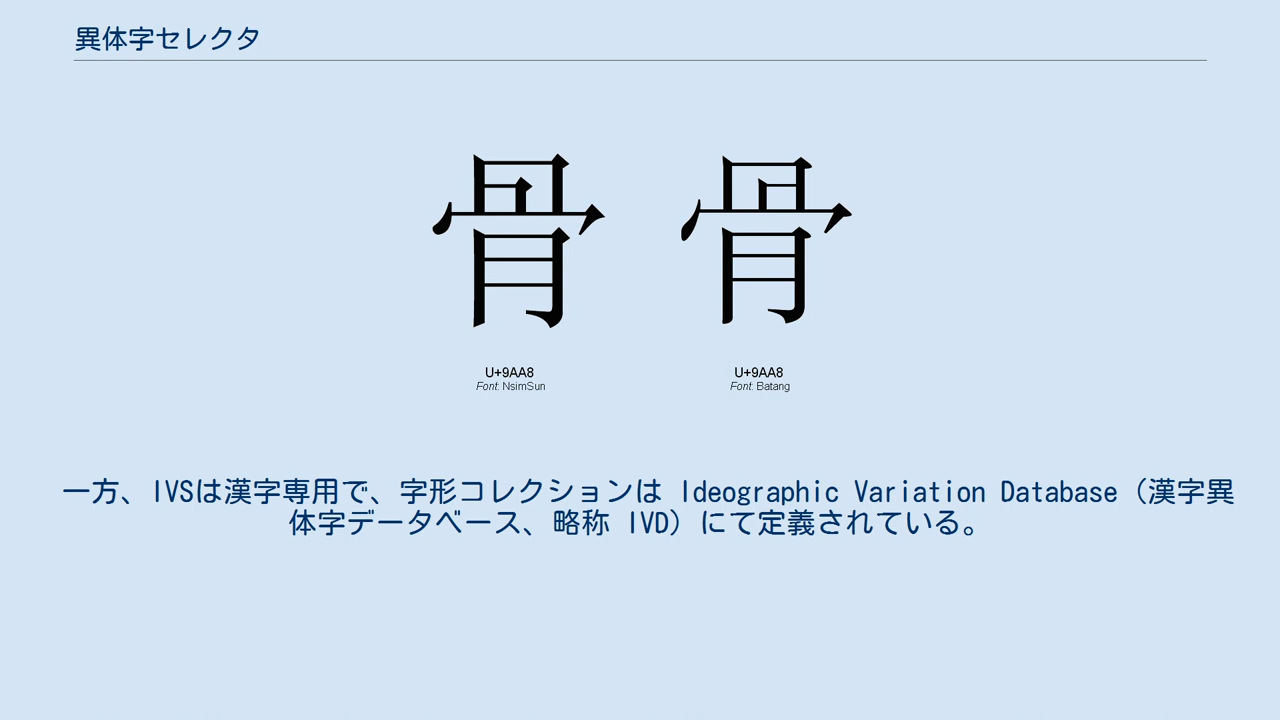 異体字セレクタ
骨 骨
U+9AA8 U+9AA8
Font: NsimSun Font: Batang
一方、IVSは漢字専用で、字形コレクションは Ideographic Variation Database（漢字異
体字データベース、略称 IVD）にて定義されている。